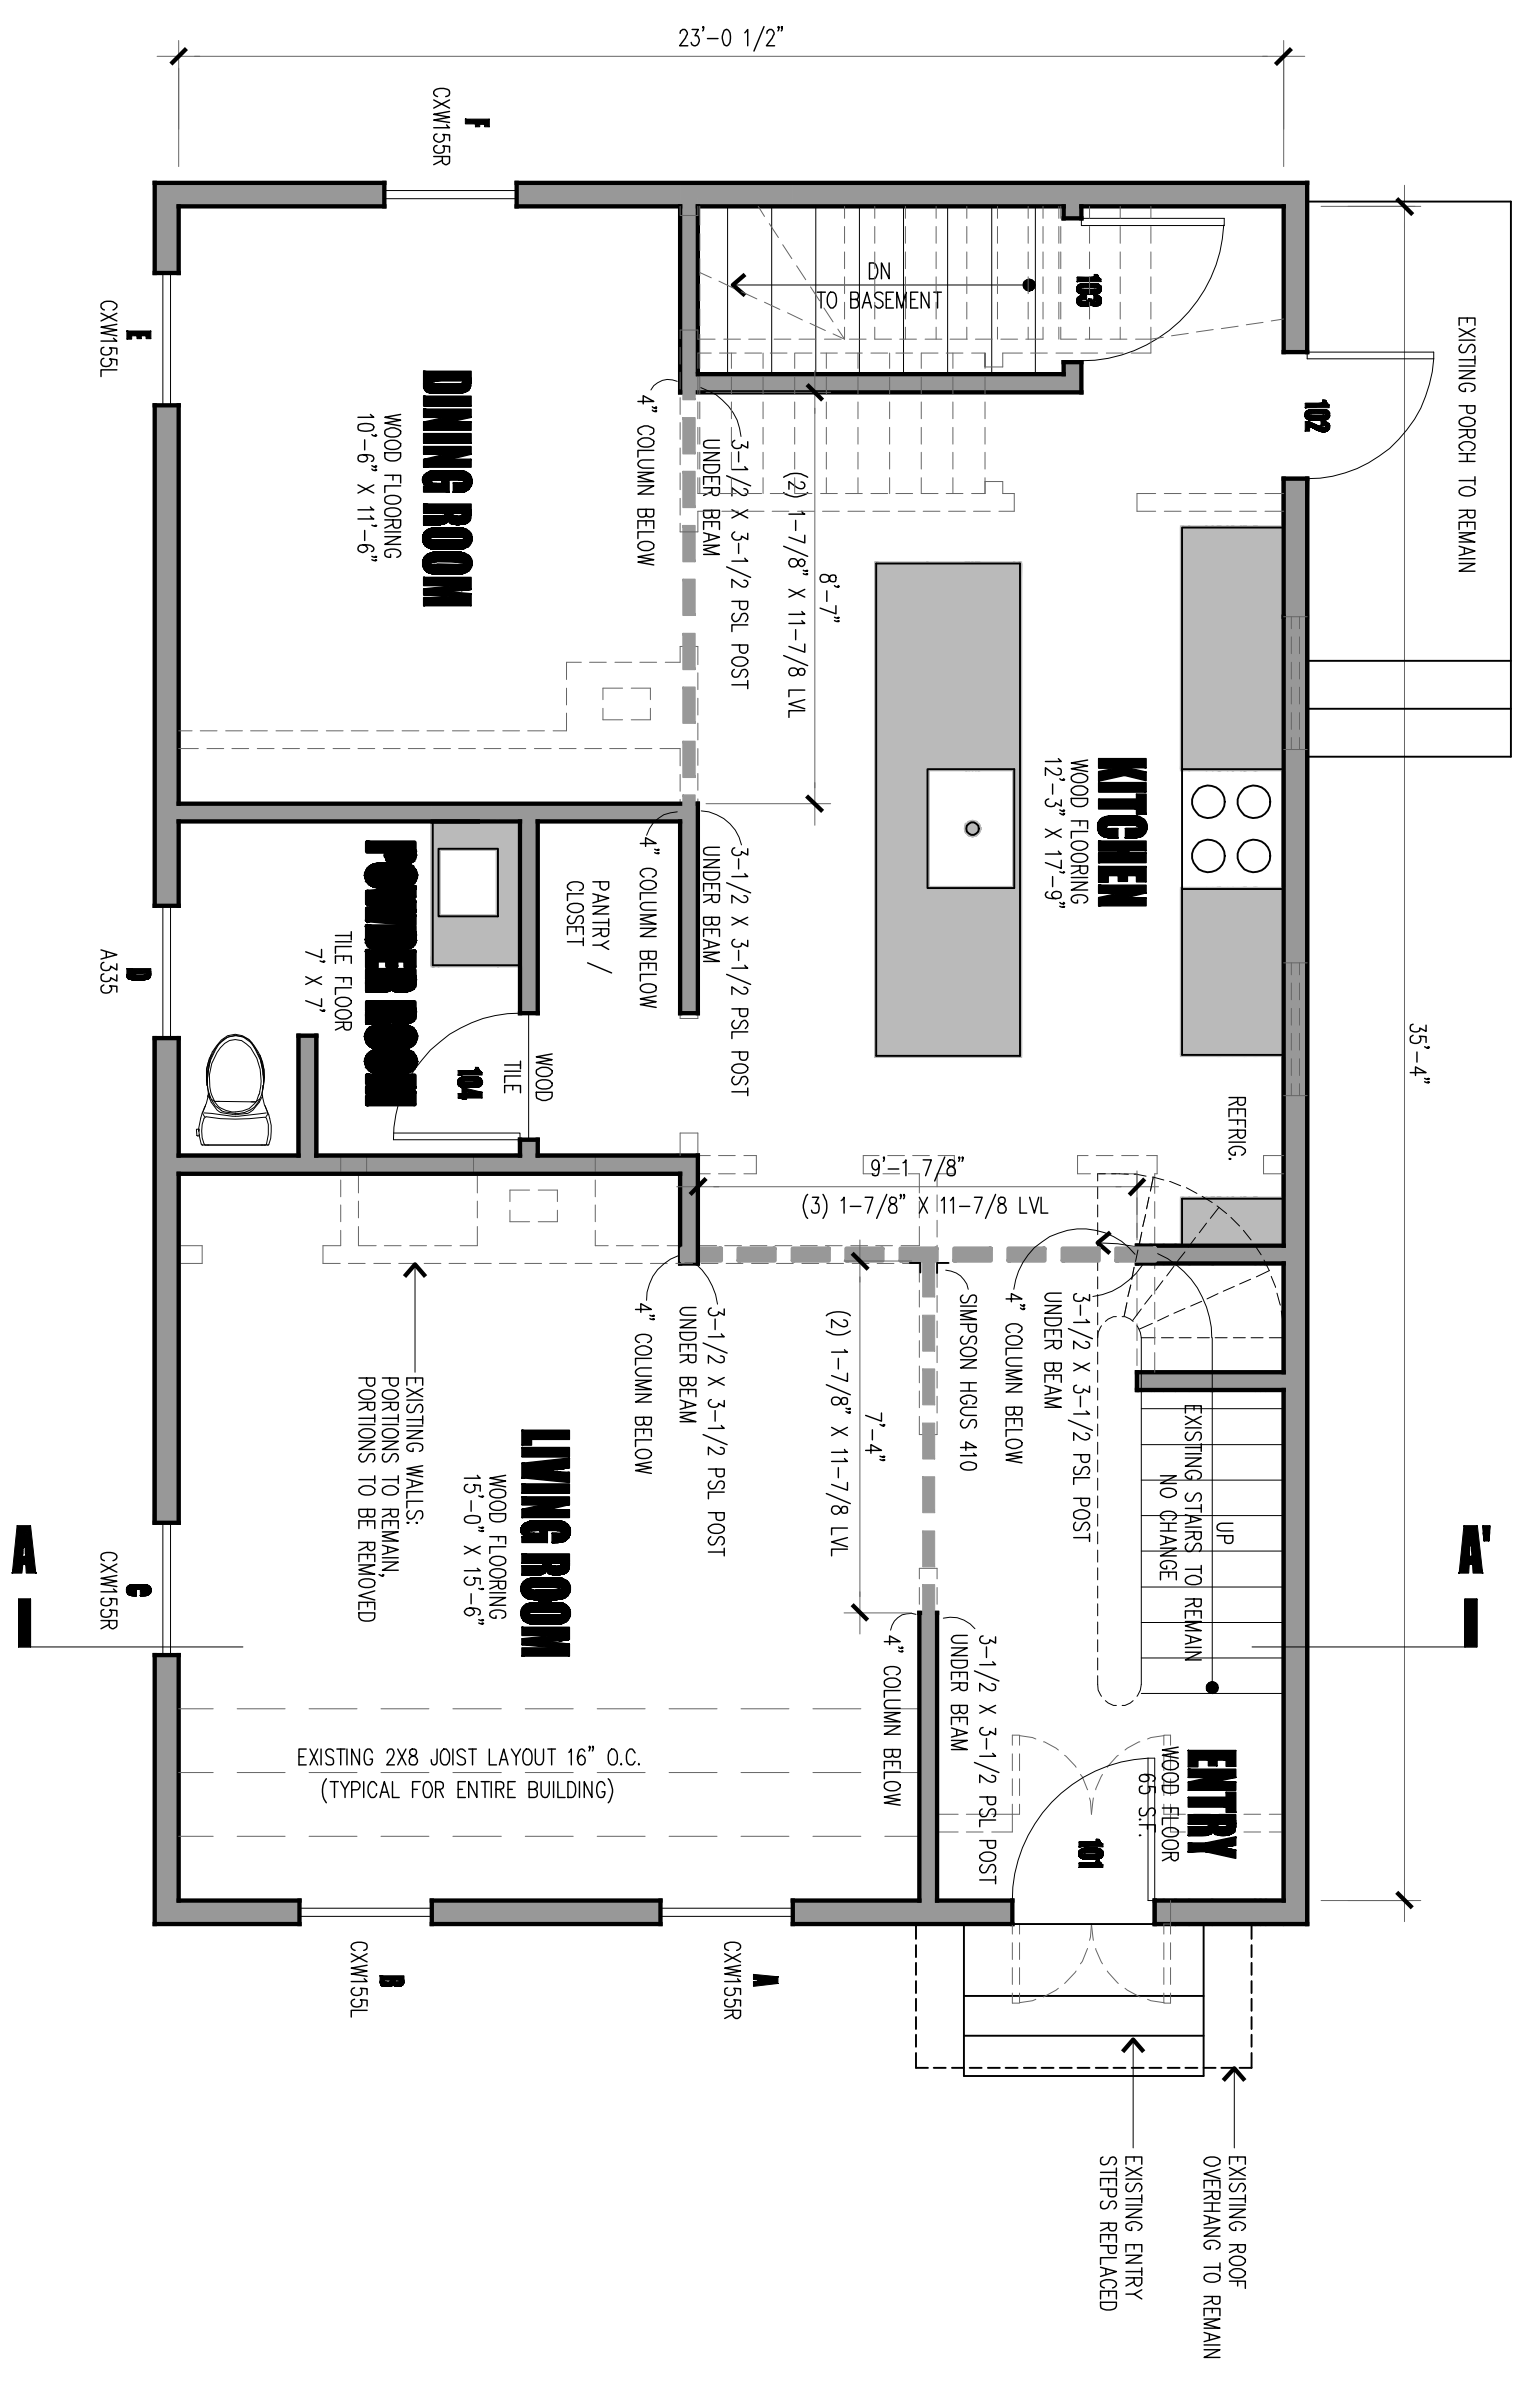 23'-0 1/2"
F
CXW155R
E
CXW155L
DINING ROOM
WOOD FLOORING
10'-6" X 11'-6"
DN
TO BASEMENT
103
102
EXISTING PORCH TO REMAIN
3-1/2 X 3-1/2 PSL POST
UNDER BEAM
4" COLUMN BELOW
8'-7"
(2) 1-7/8" X 11-7/8 LVL
KITCHEN
WOOD FLOORING
12'-3" X 17'-9"
35'-4"
3-1/2 X 3-1/2 PSL POST
UNDER BEAM
4" COLUMN BELOW
PANTRY /
CLOSET
POWDER ROOM
TILE FLOOR
7' X 7'
D
A335
WOOD
TILE
104
REFRIG.
9'-1 7/8"
(3) 1-7/8" X 11-7/8 LVL
3-1/2 X 3-1/2 PSL POST
UNDER BEAM
4" COLUMN BELOW
SIMPSON HGUS 410
3-1/2 X 3-1/2 PSL POST
UNDER BEAM
4" COLUMN BELOW
7'-4"
(2) 1-7/8" X 11-7/8 LVL
EXISTING WALLS:
PORTIONS TO REMAIN,
PORTIONS TO BE REMOVED
LIVING ROOM
WOOD FLOORING
15'-0" X 15'-6"
UP
EXISTING STAIRS TO REMAIN
NO CHANGE
A
A'
C
CXW155R
3-1/2 X 3-1/2 PSL POST
UNDER BEAM
4" COLUMN BELOW
EXISTING 2X8 JOIST LAYOUT 16" O.C.
(TYPICAL FOR ENTIRE BUILDING)
ENTRY
WOOD FLOOR
65 S.F.
101
A
CXW155R
B
CXW155L
EXISTING ROOF
OVERHANG TO REMAIN
EXISTING ENTRY
STEPS REPLACED